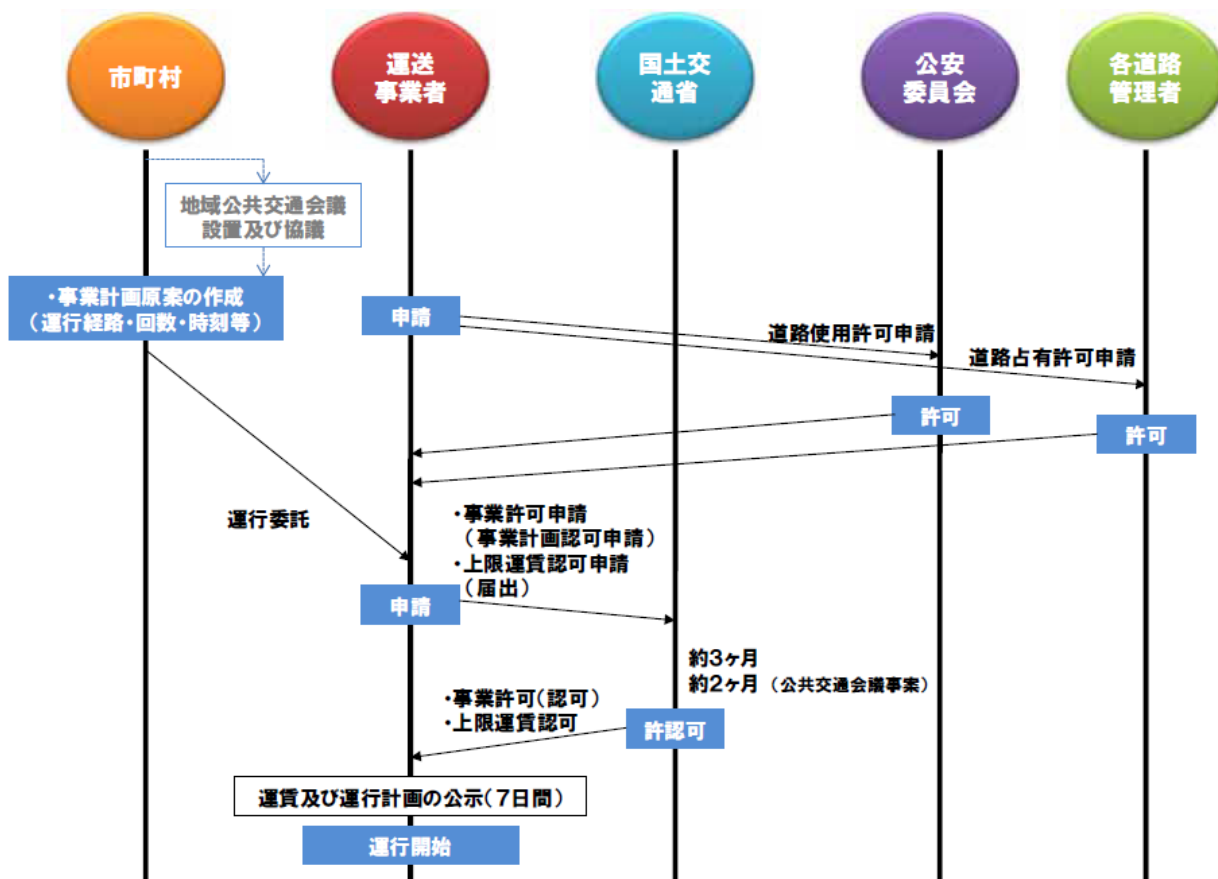 市町村
運送
事業者
国土交
通省
公安
委員会
各道路
管理者
地域公共交通会議
設置及び協議
・事業計画原案の作成
（運行経路・回数・時刻等）
申請
道路使用許可申請
道路占有許可申請
許可
許可
運行委託
・事業許可申請
（事業計画認可申請）
・上限運賃認可申請
（届出）
申請
約3ヶ月
約2ヶ月（公共交通会議事案）
・事業許可（認可）
・上限運賃認可
許認可
運賃及び運行計画の公示（7日間）
運行開始